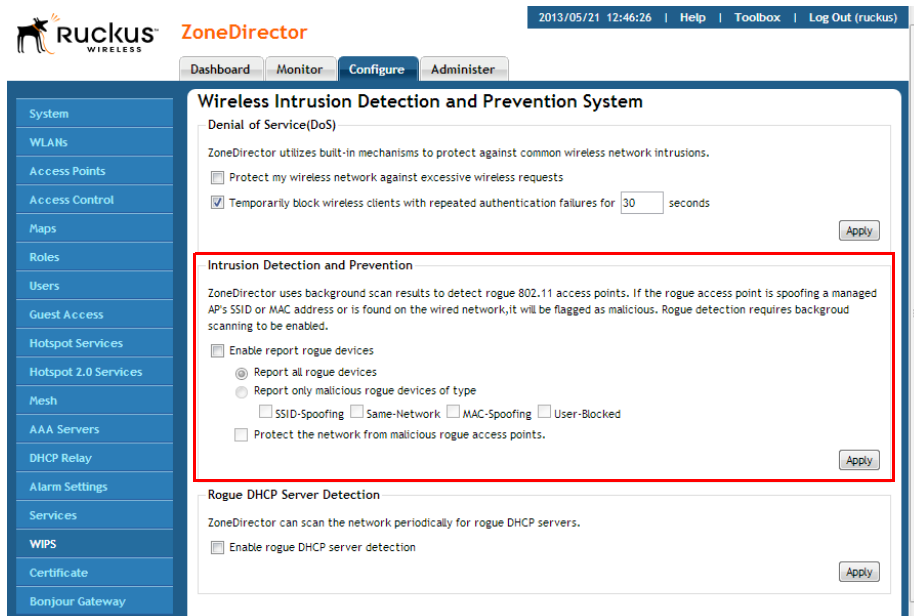 2013/05/21 12:46:26 | Help | Toolbox | Log Out (ruckus)
RUCKUS
WIRELESS
ZoneDirector
Dashboard Monitor Configure Administer
System
WLANs
Access Points
Access Control
Maps
Roles
Users
Guest Access
Hotspot Services
Hotspot 2.0 Services
Mesh
AAA Servers
DHCP Relay
Alarm Settings
Services
WIPS
Certificate
Bonjour Gateway
Wireless Intrusion Detection and Prevention System
Denial of Service(DoS)
ZoneDirector utilizes built-in mechanisms to protect against common wireless network intrusions.
Protect my wireless network against excessive wireless requests
Temporarily block wireless clients with repeated authentication failures for 30 seconds
Apply
Intrusion Detection and Prevention
ZoneDirector uses background scan results to detect rogue 802.11 access points. If the rogue access point is spoofing a managed
AP's SSID or MAC address or is found on the wired network,it will be flagged as malicious. Rogue detection requires backgroud
scanning to be enabled.
Enable report rogue devices
Report all rogue devices
Report only malicious rogue devices of type
SSID-Spoofing Same-Network MAC-Spoofing User-Blocked
Protect the network from malicious rogue access points.
Apply
Rogue DHCP Server Detection
ZoneDirector can scan the network periodically for rogue DHCP servers.
Enable rogue DHCP server detection
Apply